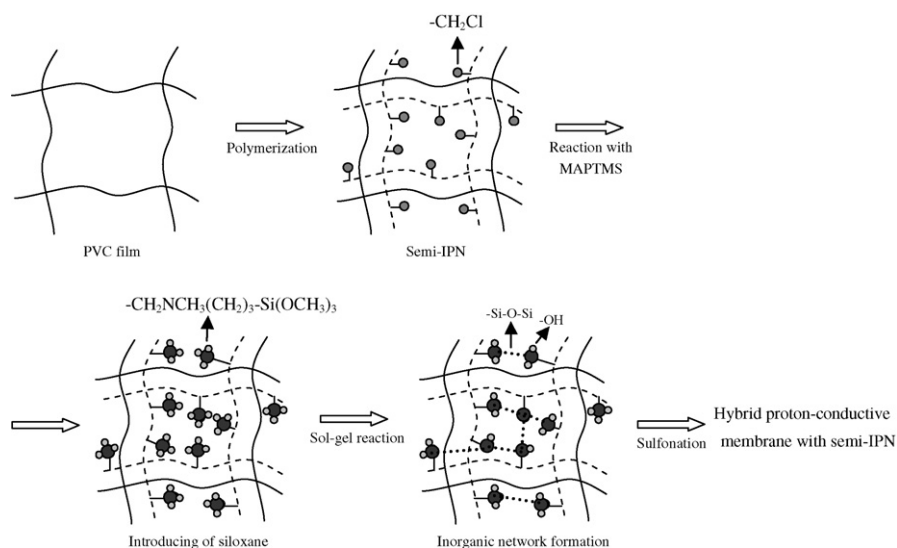 -CH₂Cl
Polymerization
Reaction with
MAPTMS
PVC film
Semi-IPN
-CH₂NCH₃(CH₂)₃-Si(OCH₃)₃
-Si-O-Si
-OH
Sol-gel reaction
Sulfonation
Hybrid proton-conductive
membrane with semi-IPN
Introducing of siloxane
Inorganic network formation